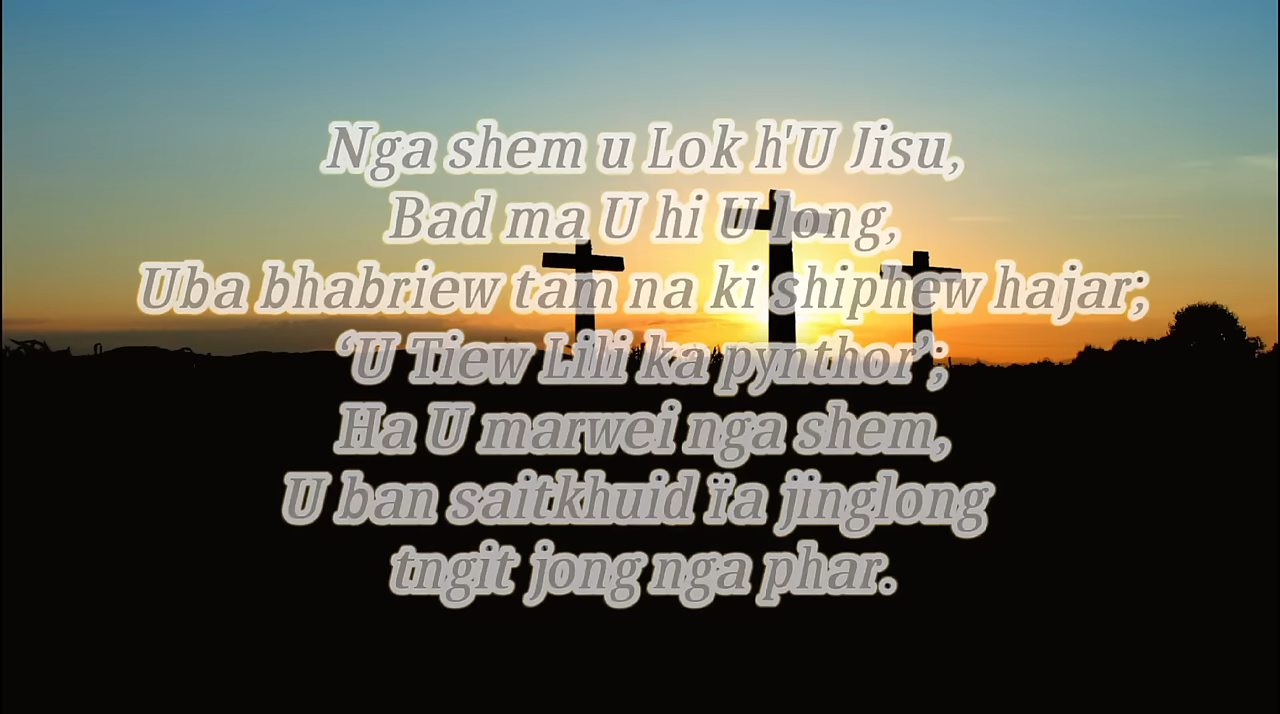 Nga shem u Lok h'U Jisu,
Bad ma U hi U long,
Uba bhabriew tam na ki shiphew hajar;
‘U Tiew Lili ka pynthor’;
Ha U marwei nga shem,
U ban saitkhuid ïa jinglong
tngit jong nga phar.